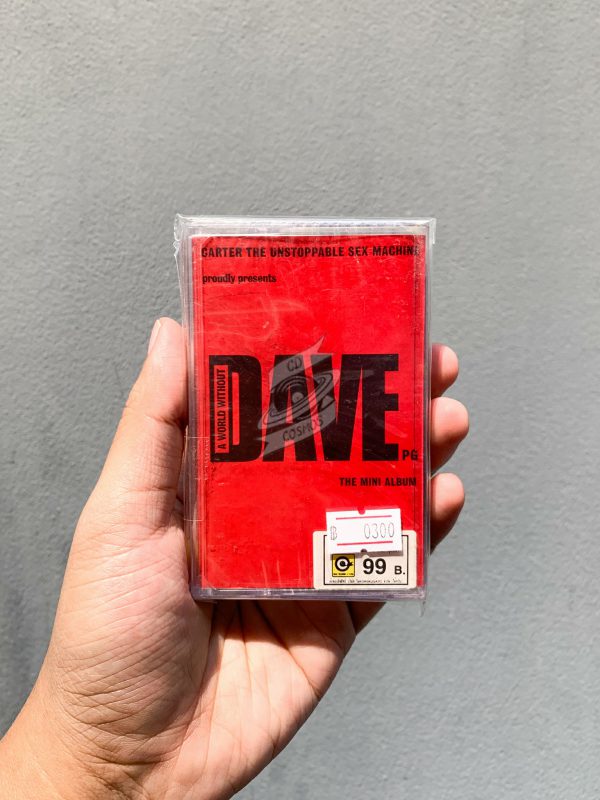 CARTER THE UNSTOPPABLE SEX MACHINE
proudly presents
A WORLD WITHOUT
DAVE
CD
COSMOS
PG
THE MINI ALBUM
฿ 0300
99 B.